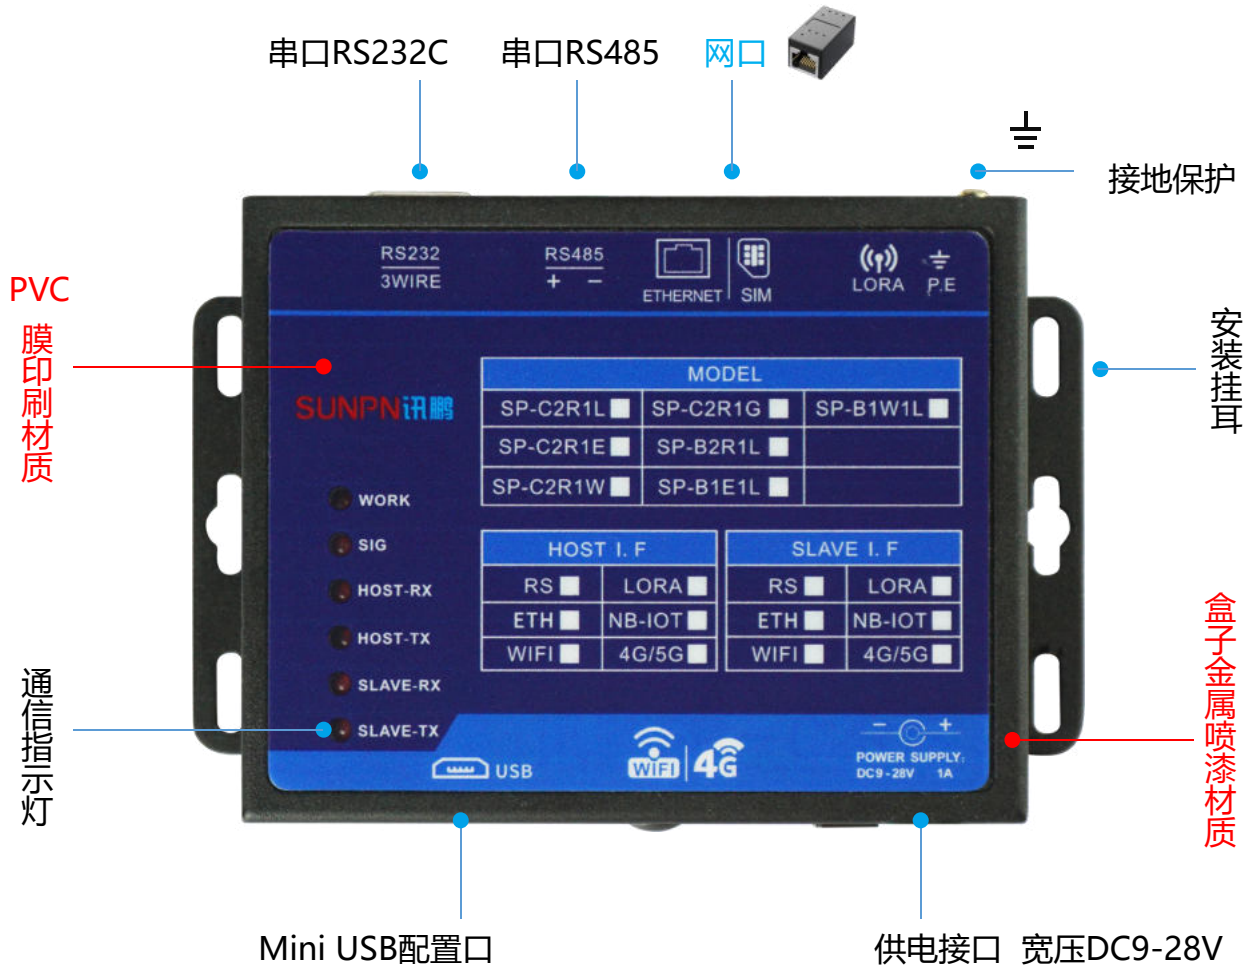 串口RS232C
串口RS485
网口
接地保护
RS232
3WIRE
RS485
+ −
ETHERNET
SIM
LORA
P.E
PVC
膜印刷材质
安装挂耳
SUNPN讯鹏
MODEL
SP-C2R1L SP-C2R1G SP-B1W1L
SP-C2R1E SP-B2R1L
SP-C2R1W SP-B1E1L
WORK
SIG
HOST-RX
HOST-TX
SLAVE-RX
SLAVE-TX
HOST I. F
RS LORA
ETH NB-IOT
WIFI 4G/5G
SLAVE I. F
RS LORA
ETH NB-IOT
WIFI 4G/5G
盒子金属喷漆材质
通信指示灯
USB
WIFI
4G
− +
POWER SUPPLY:
DC9-28V 1A
Mini USB配置口
供电接口 宽压DC9-28V